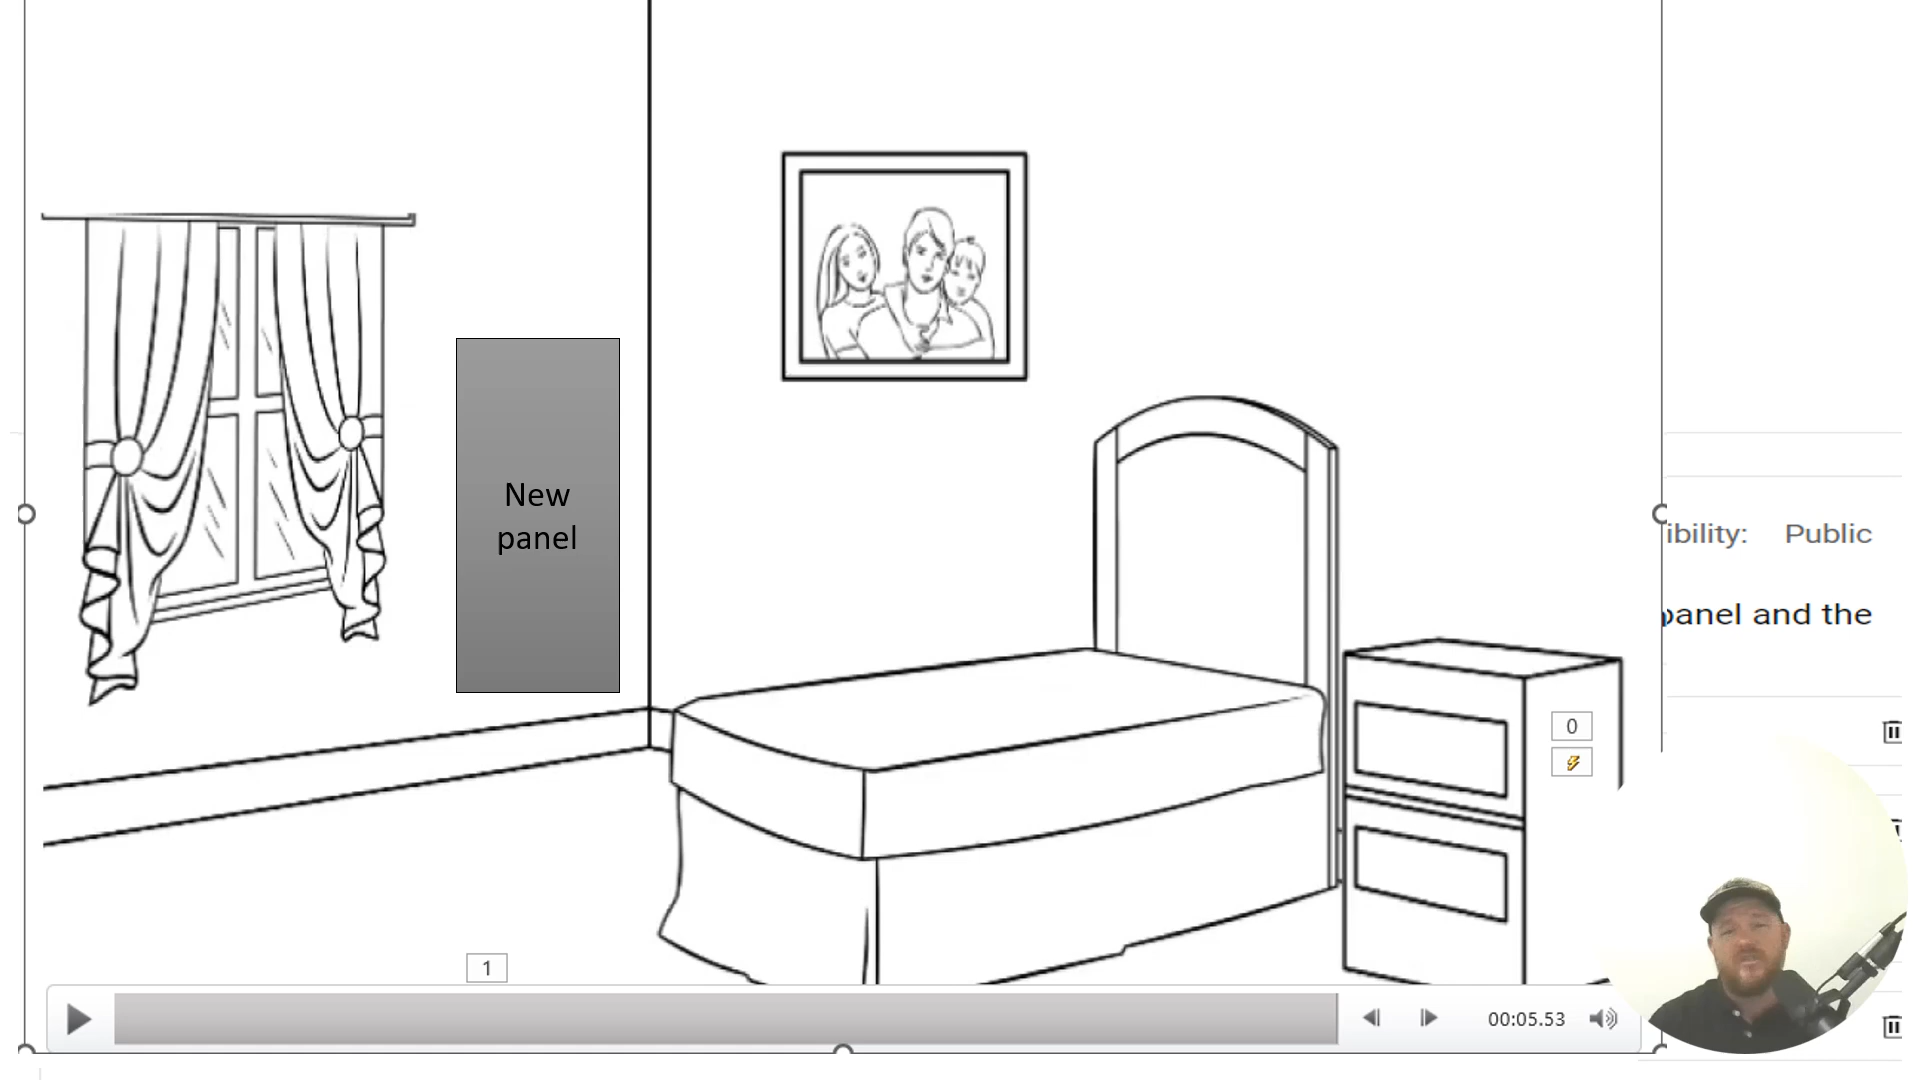 New
panel
ibility: Public
panel and the
0
1
00:05.53